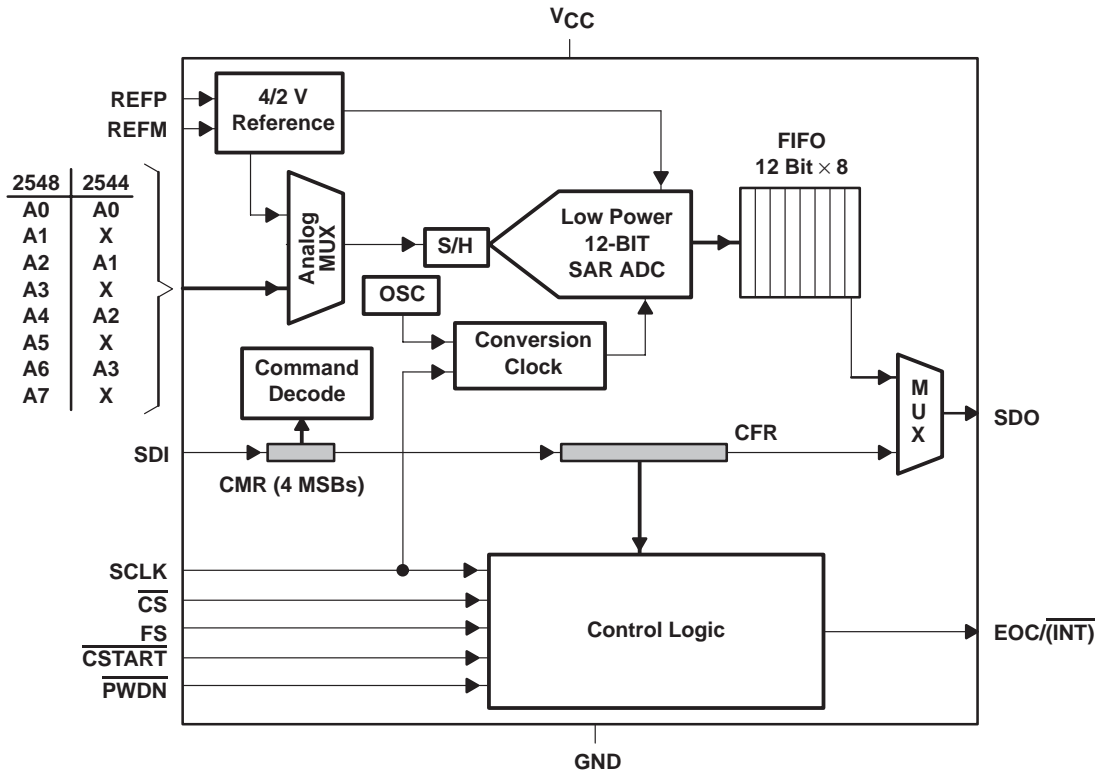 VCC
REFP
REFM
4/2 V
Reference
FIFO
12 Bit × 8
2548 2544
A0 A0
A1 X
A2 A1
A3 X
A4 A2
A5 X
A6 A3
A7 X
Analog
MUX
S/H
Low Power
12-BIT
SAR ADC
OSC
Conversion
Clock
Command
Decode
MUX
SDO
SDI
CMR (4 MSBs)
CFR
SCLK
CS
FS
CSTART
PWDN
Control Logic
EOC/(INT)
GND